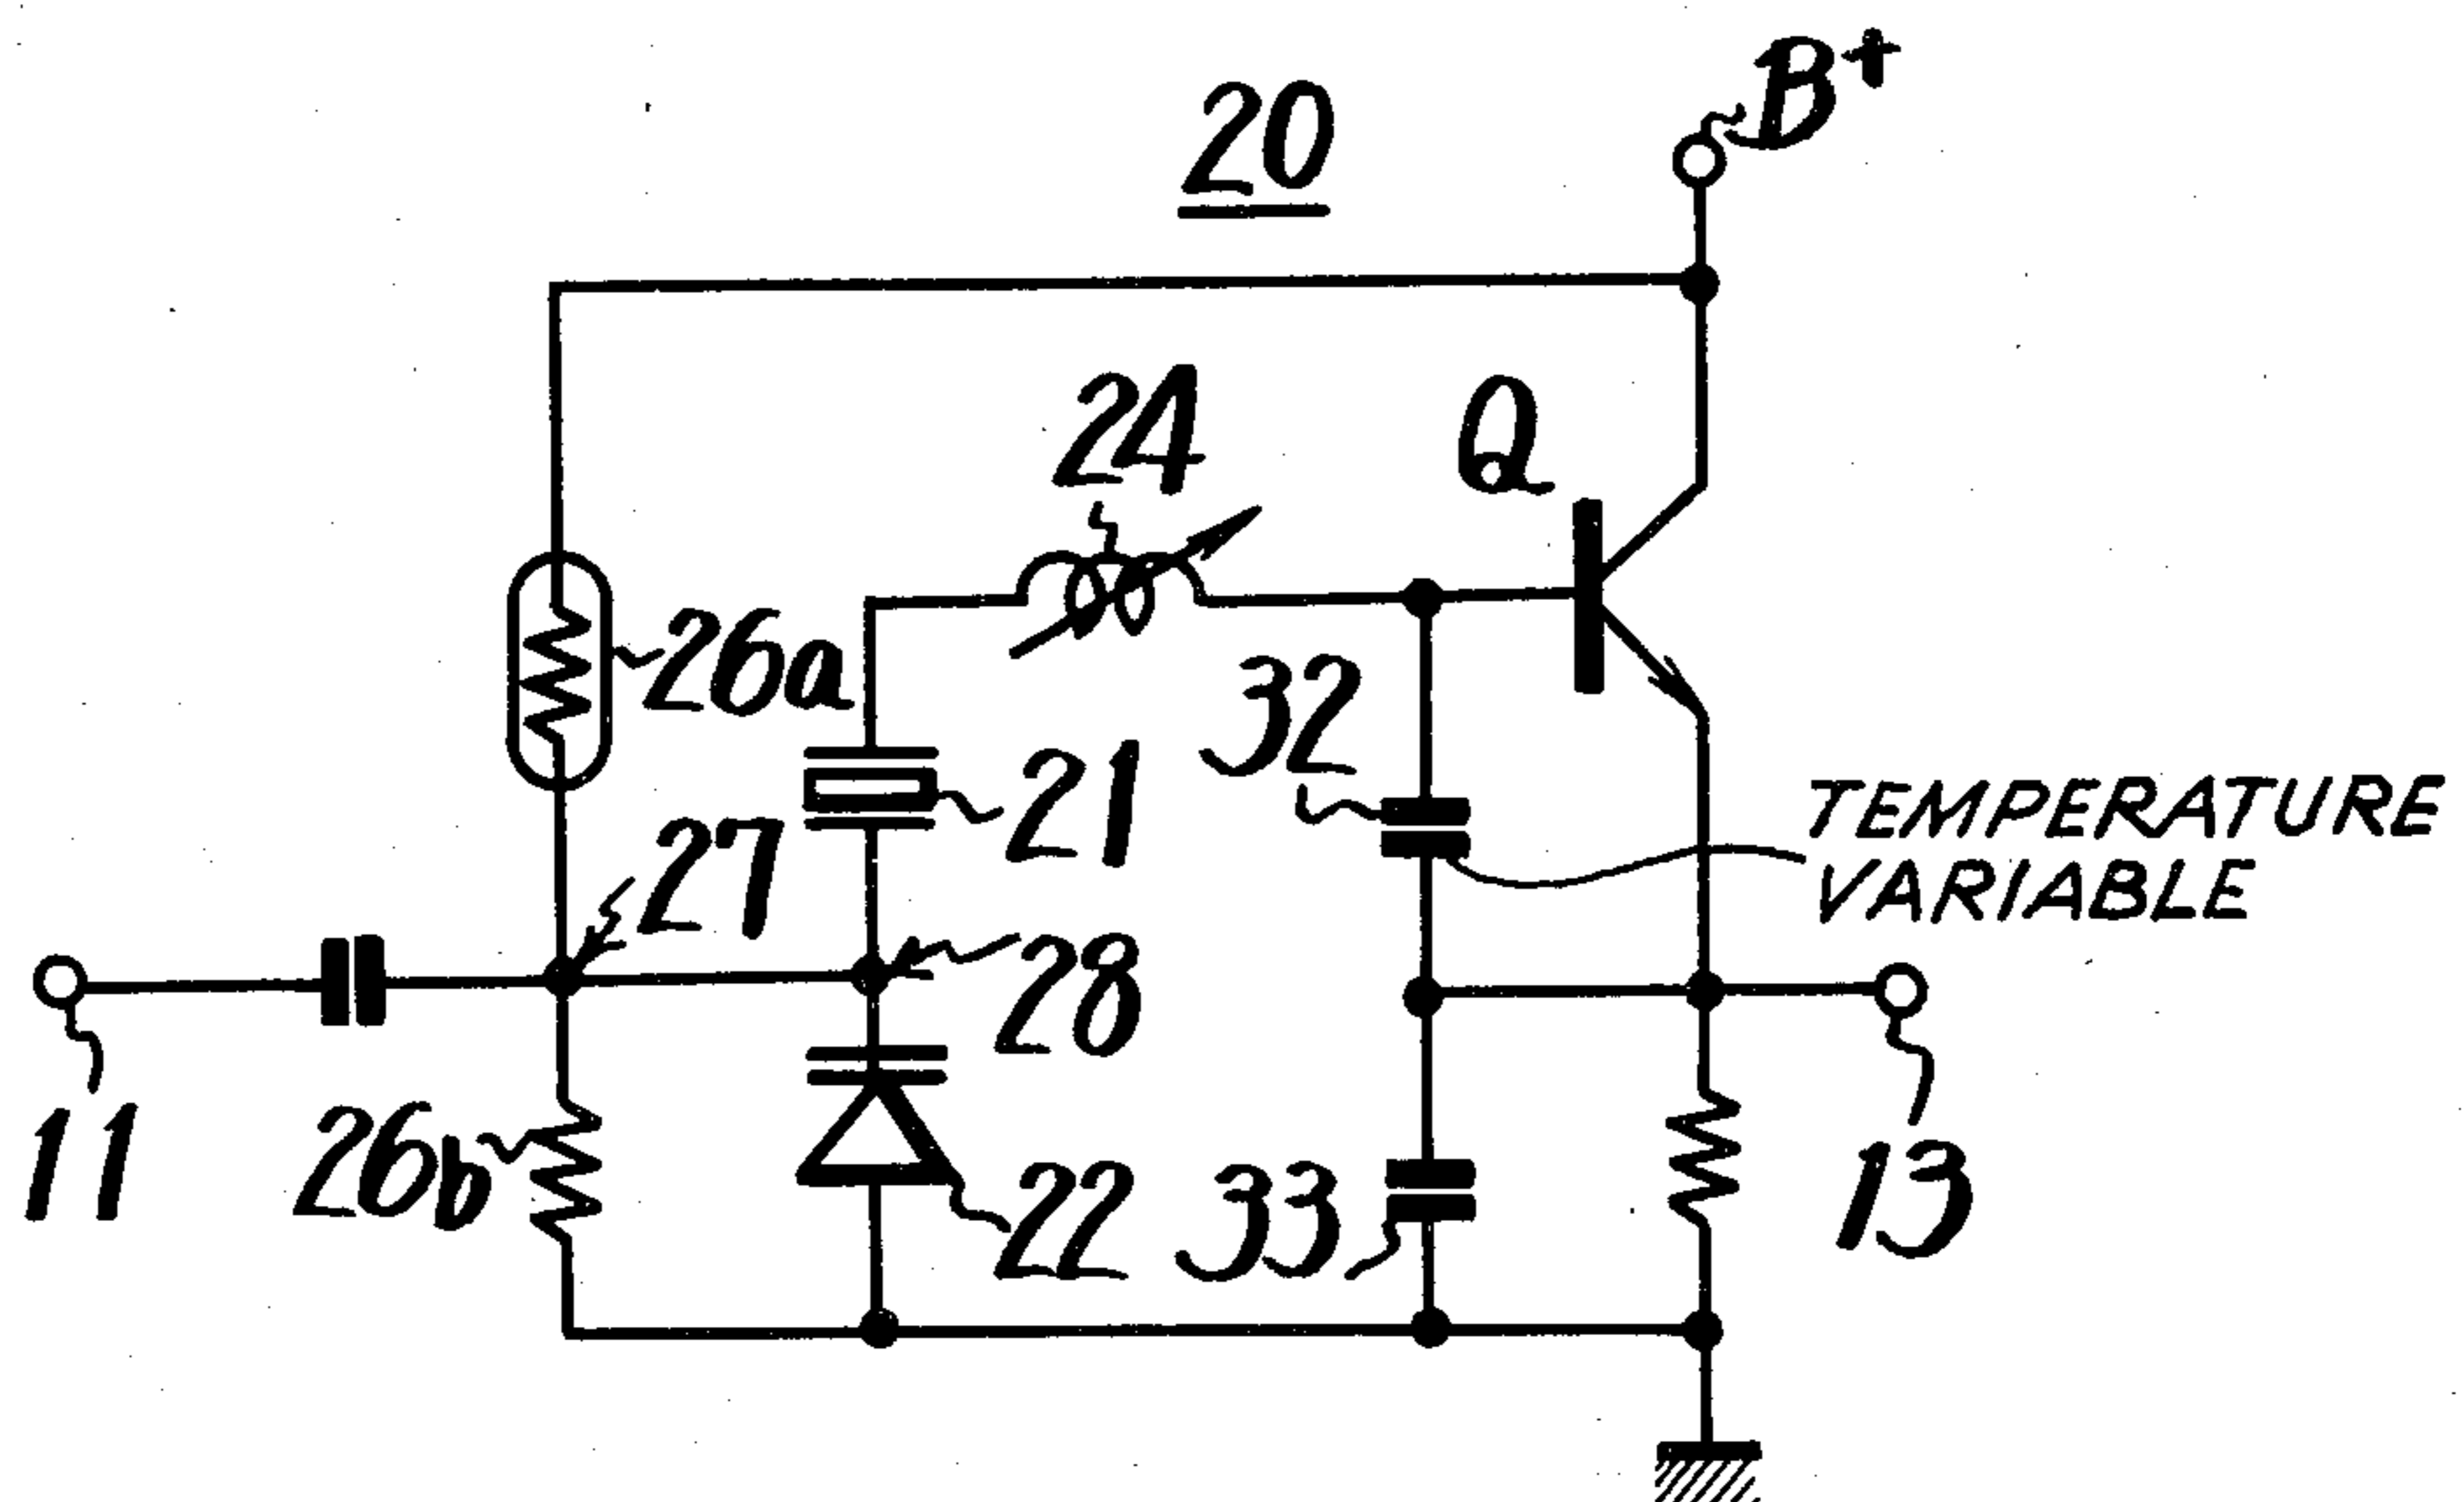 B+
20
24
Q
26a
32
21
TEMPERATURE
VARIABLE
27
28
11
26b
22
33
13